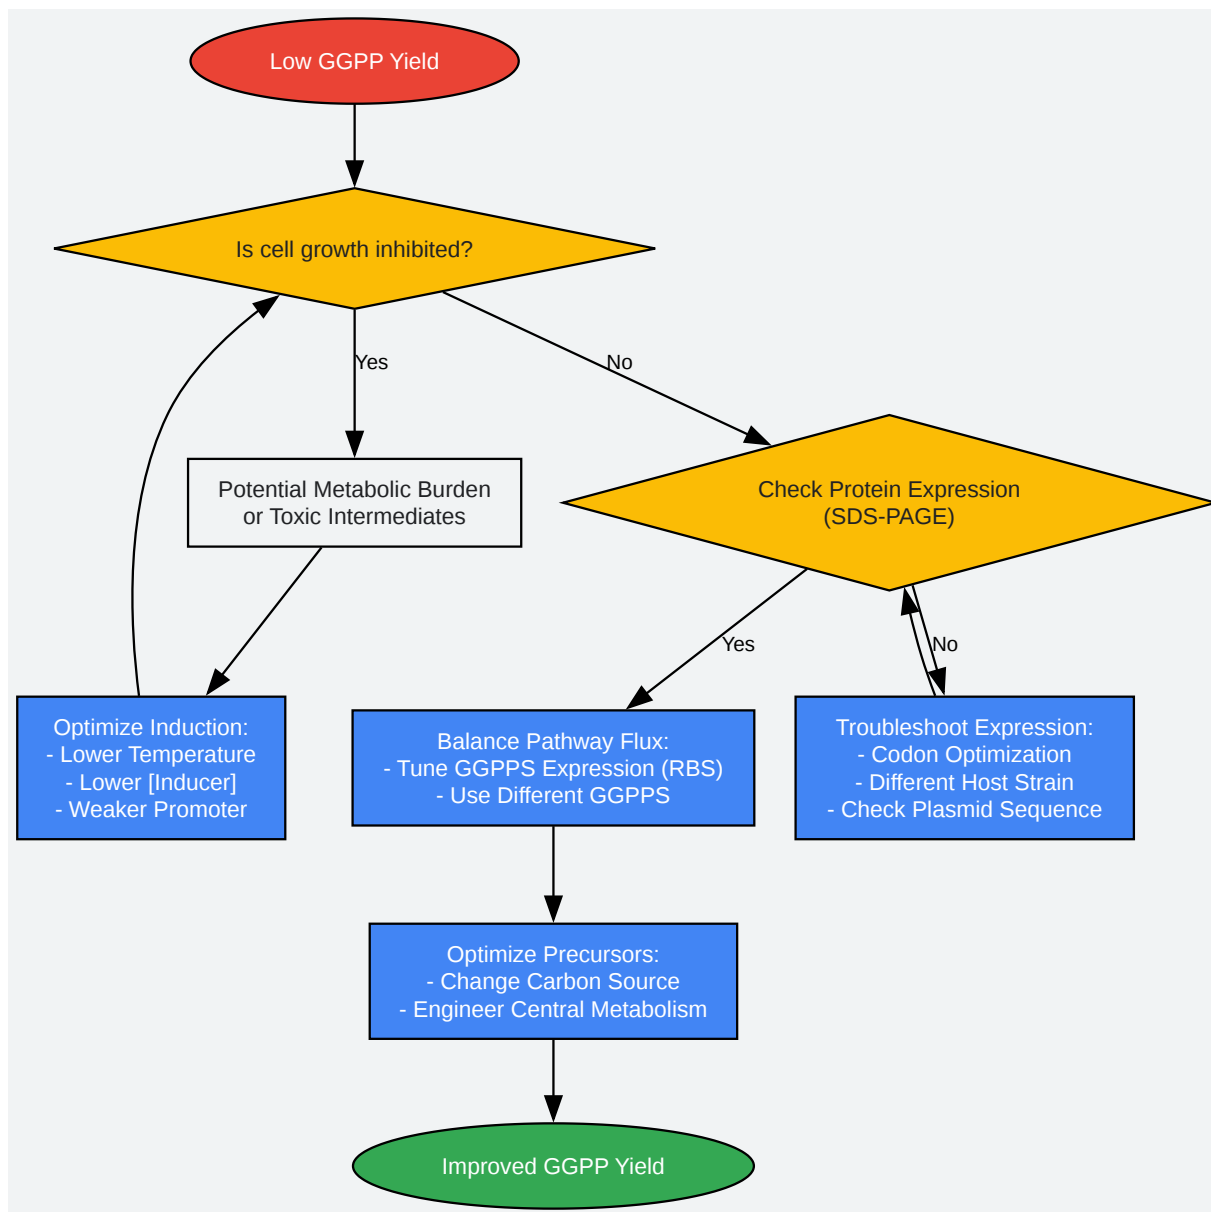 Low GGPP Yield
Is cell growth inhibited?
Yes
No
Potential Metabolic Burden
or Toxic Intermediates
Check Protein Expression
(SDS-PAGE)
Yes
No
Optimize Induction:
- Lower Temperature
- Lower [Inducer]
- Weaker Promoter
Balance Pathway Flux:
- Tune GGPPS Expression (RBS)
- Use Different GGPPS
Troubleshoot Expression:
- Codon Optimization
- Different Host Strain
- Check Plasmid Sequence
Optimize Precursors:
- Change Carbon Source
- Engineer Central Metabolism
Improved GGPP Yield